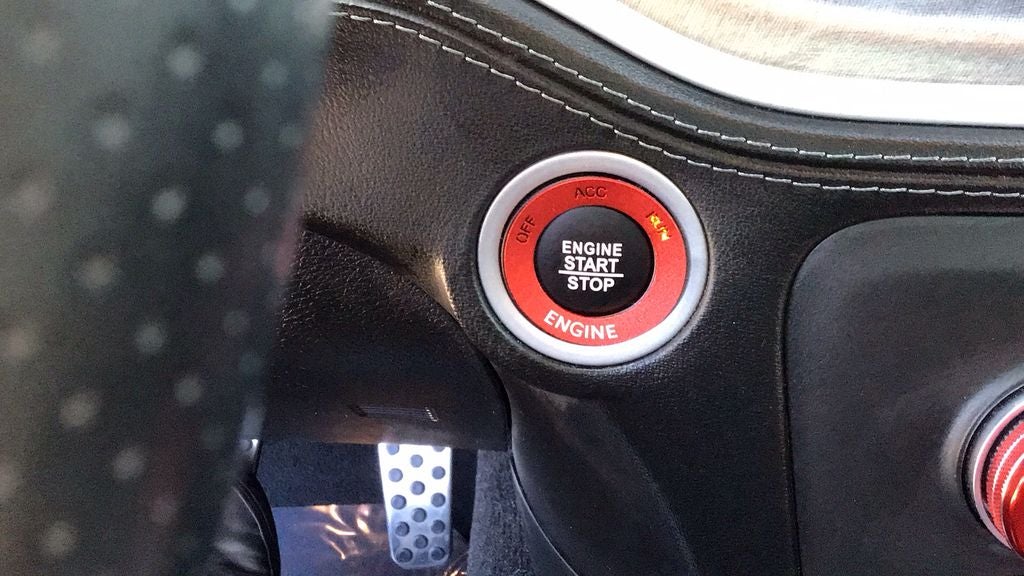 ACC
OFF
RUN
ENGINE
START
STOP
ENGINE